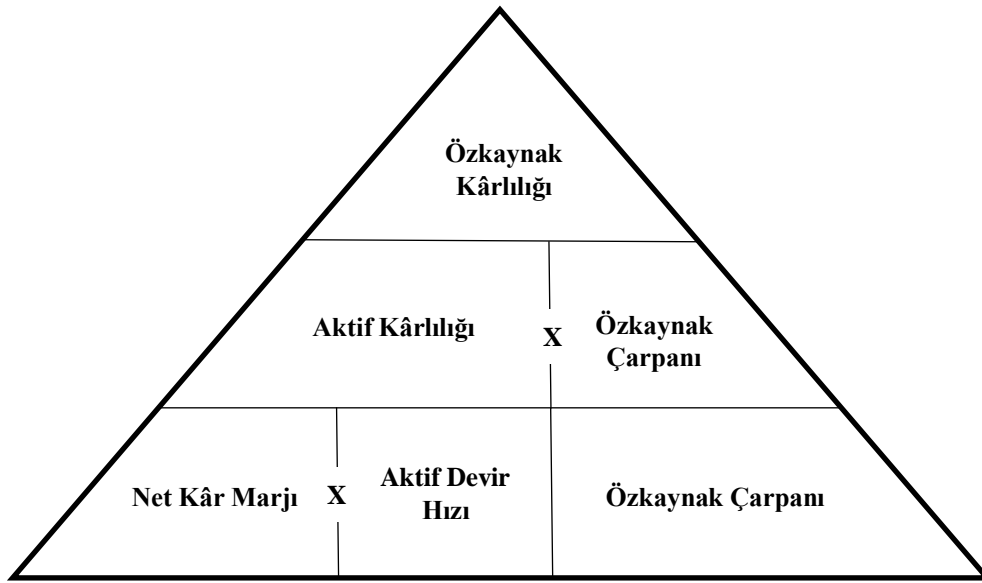 Özkaynak
Kârlılığı
Aktif Kârlılığı X Özkaynak
Çarpanı
Net Kâr Marjı X Aktif Devir
Hızı
Özkaynak Çarpanı